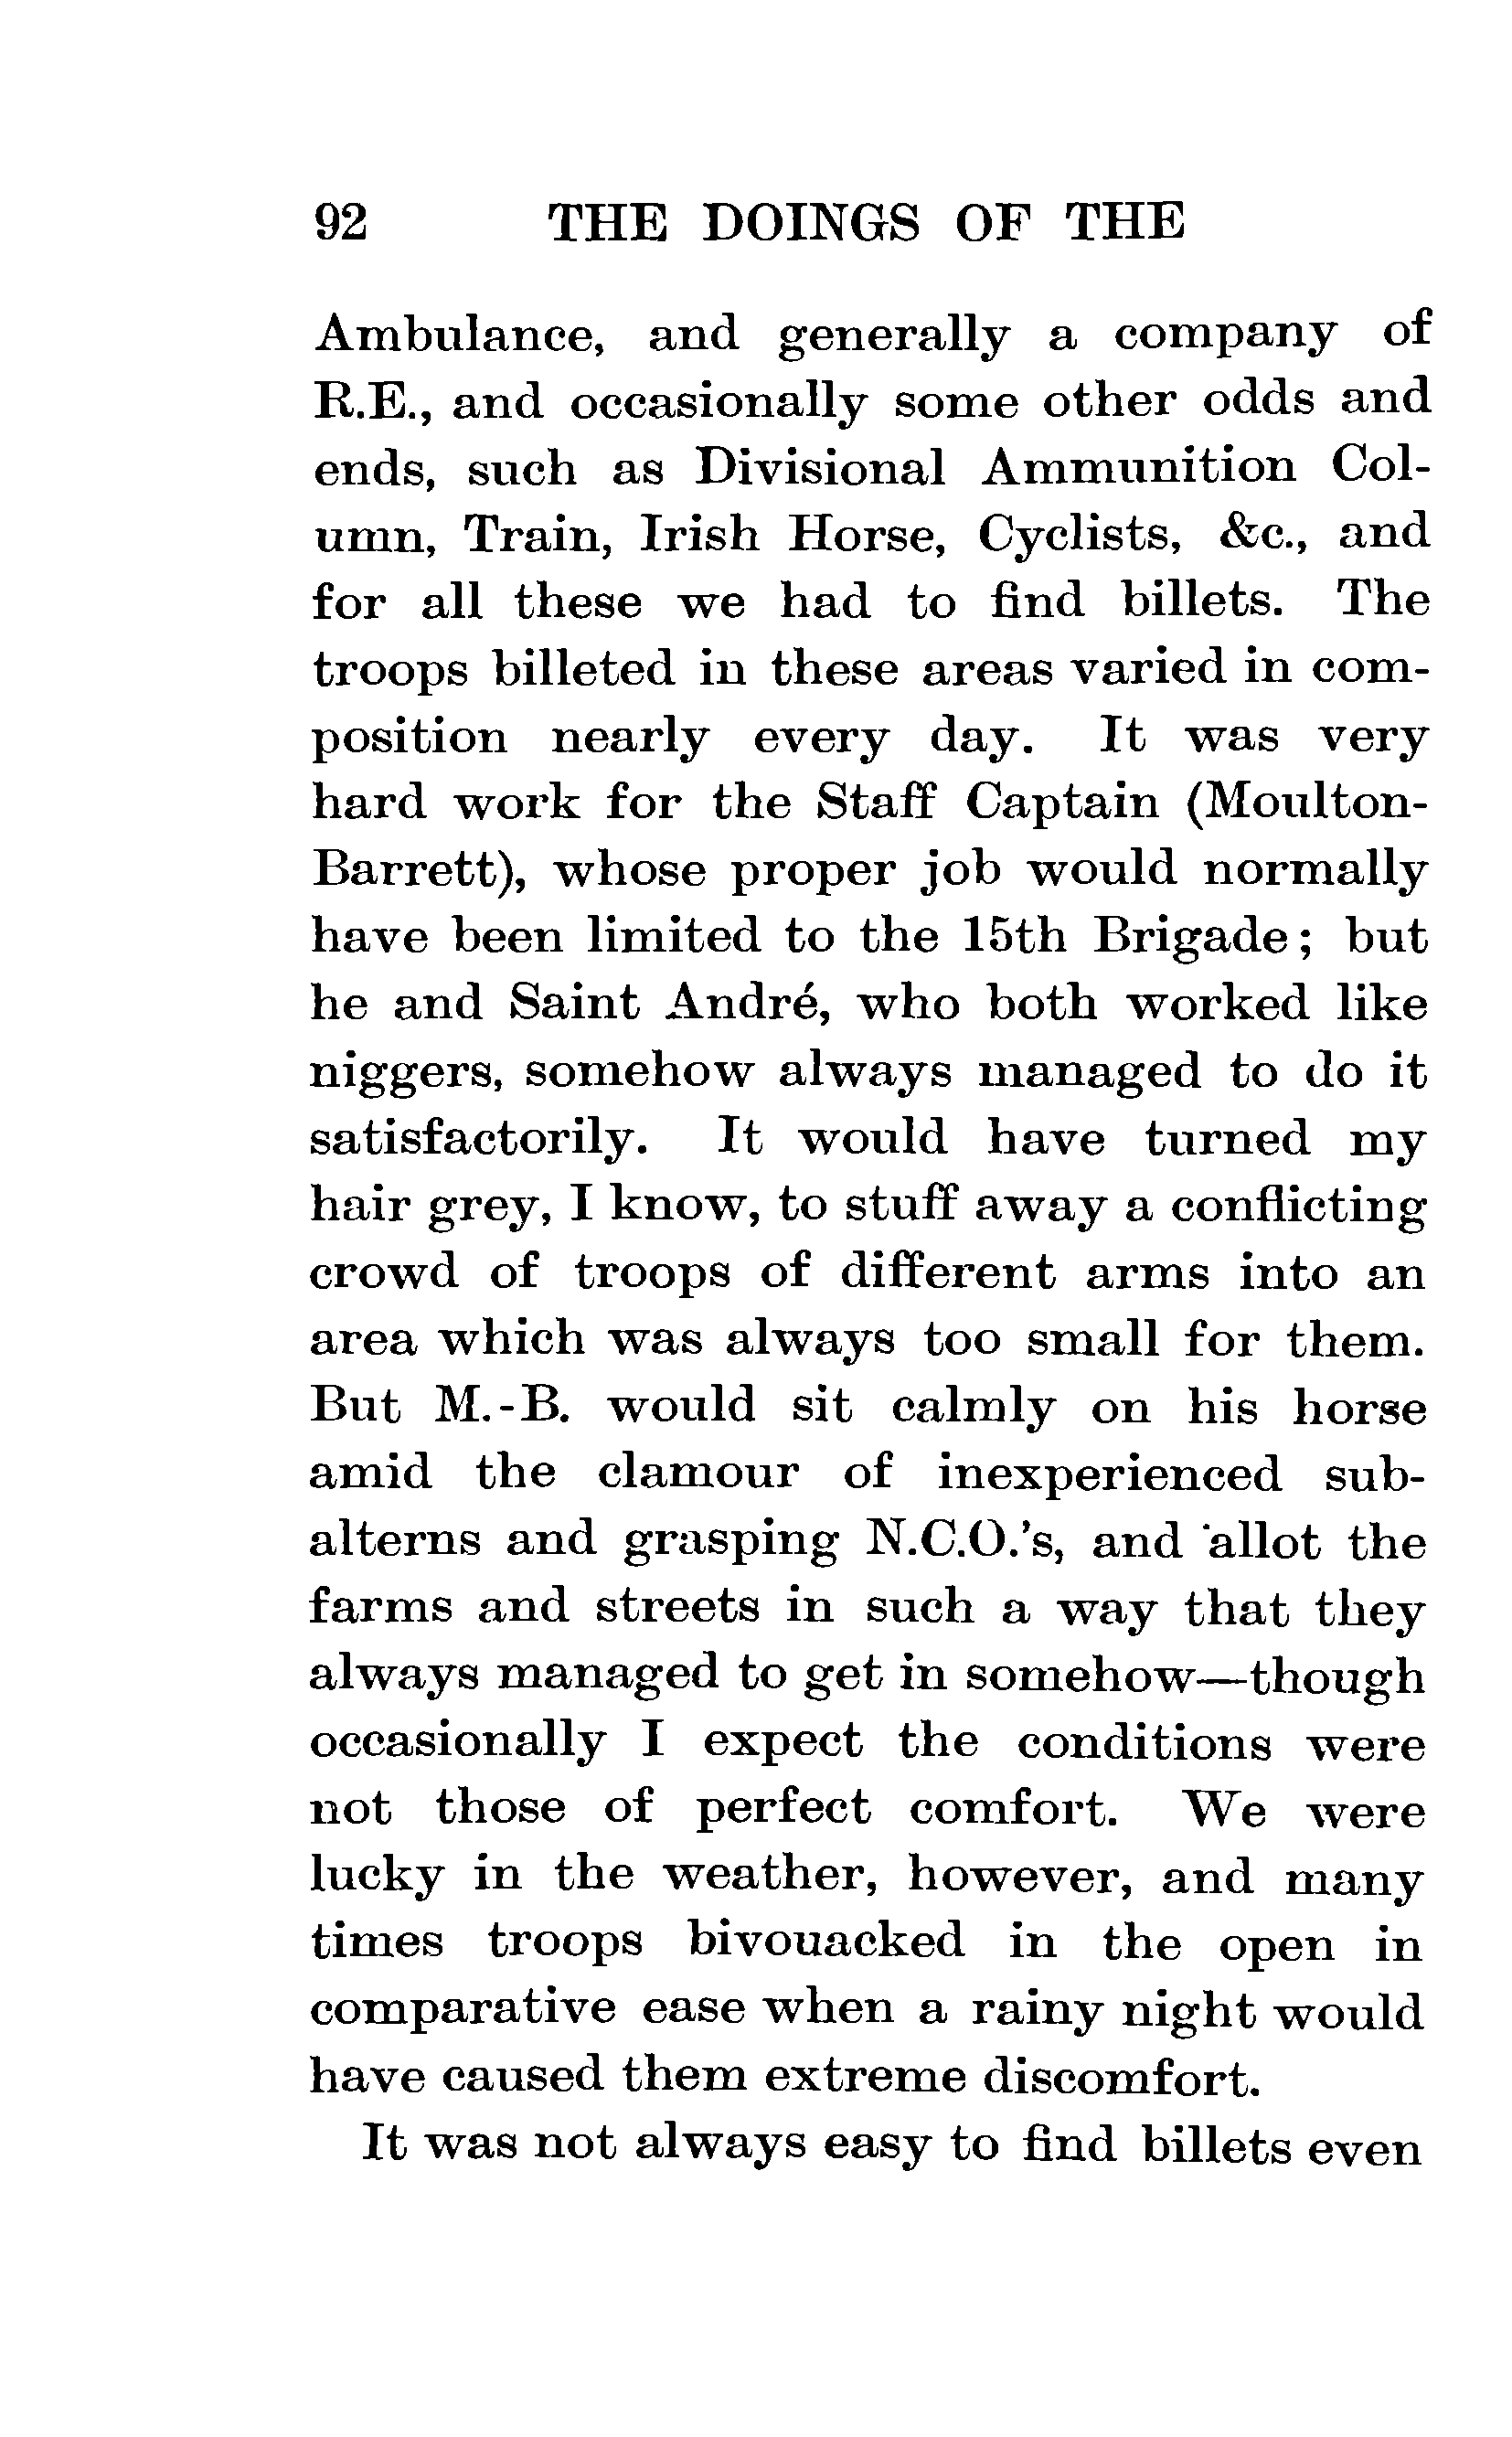 92 THE DOINGS OF THE
Ambulance, and generally a company of
R.E., and occasionally some other odds and
ends, such as Divisional Ammunition Col-
umn, Train, Irish Horse, Cyclists, &c., and
for all these we had to find billets. The
troops billeted in these areas varied in com-
position nearly every day. It was very
hard work for the Staff Captain (Moulton-
Barrett), whose proper job would normally
have been limited to the 15th Brigade; but
he and Saint André, who both worked like
niggers, somehow always managed to do it
satisfactorily. It would have turned my
hair grey, I know, to stuff away a conflicting
crowd of troops of different arms into an
area which was always too small for them.
But M.-B. would sit calmly on his horse
amid the clamour of inexperienced sub-
alterns and grasping N.C.O.'s, and allot the
farms and streets in such a way that they
always managed to get in somehow—though
occasionally I expect the conditions were
not those of perfect comfort. We were
lucky in the weather, however, and many
times troops bivouacked in the open in
comparative ease when a rainy night would
have caused them extreme discomfort.
It was not always easy to find billets even